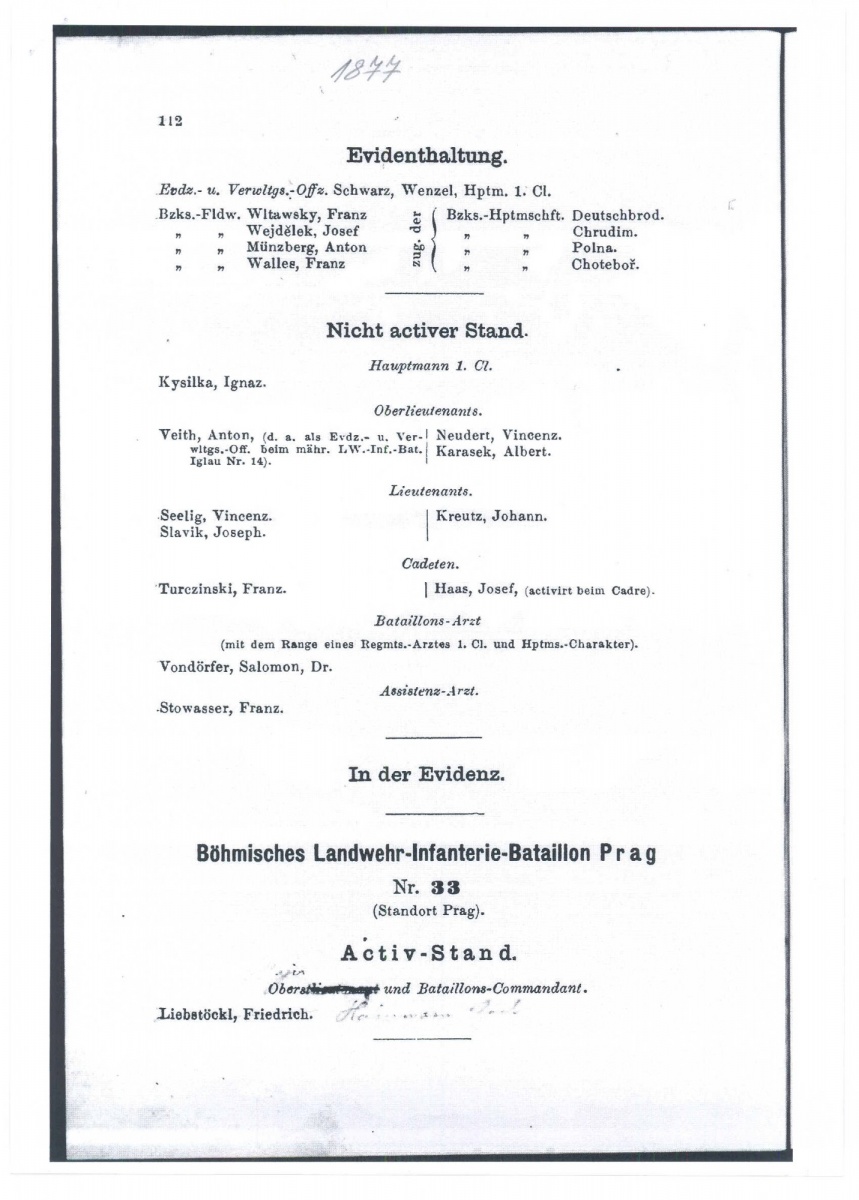 1877
112
Evidenthaltung.
Evdz.- u. Verwltgs.-Offz. Schwarz, Wenzel, Hptm. 1. Cl.
Bzks.-Fldw. Wltawsky, Franz zug. der Bzks.-Hptmschft. Deutschbrod.
„ „ Wejdělek, Josef „ „ Chrudim.
„ „ Münzberg, Anton „ „ Polna.
„ „ Walles, Franz „ „ Choteboř.
Nicht activer Stand.
Hauptmann 1. Cl.
Kysilka, Ignaz.
Oberlieutenants.
Veith, Anton, (d. a. als Evdz.- u. Ver-
wltgs.-Off. beim mähr. LW.-Inf.-Bat.
Iglau Nr. 14).
Neudert, Vincenz.
Karasek, Albert.
Lieutenants.
Seelig, Vincenz.
Slavik, Joseph.
Kreutz, Johann.
Cadeten.
Turczinski, Franz.
Haas, Josef, (activirt beim Cadre).
Bataillons-Arzt
(mit dem Range eines Regmts.-Arztes 1. Cl. und Hptms.-Charakter).
Vondörfer, Salomon, Dr.
Assistenz-Arzt.
Stowasser, Franz.
In der Evidenz.
Böhmisches Landwehr-Infanterie-Bataillon Prag
Nr. 33
(Standort Prag).
Activ-Stand.
Oberstlieutenant und Bataillons-Commandant.
Liebstöckl, Friedrich.